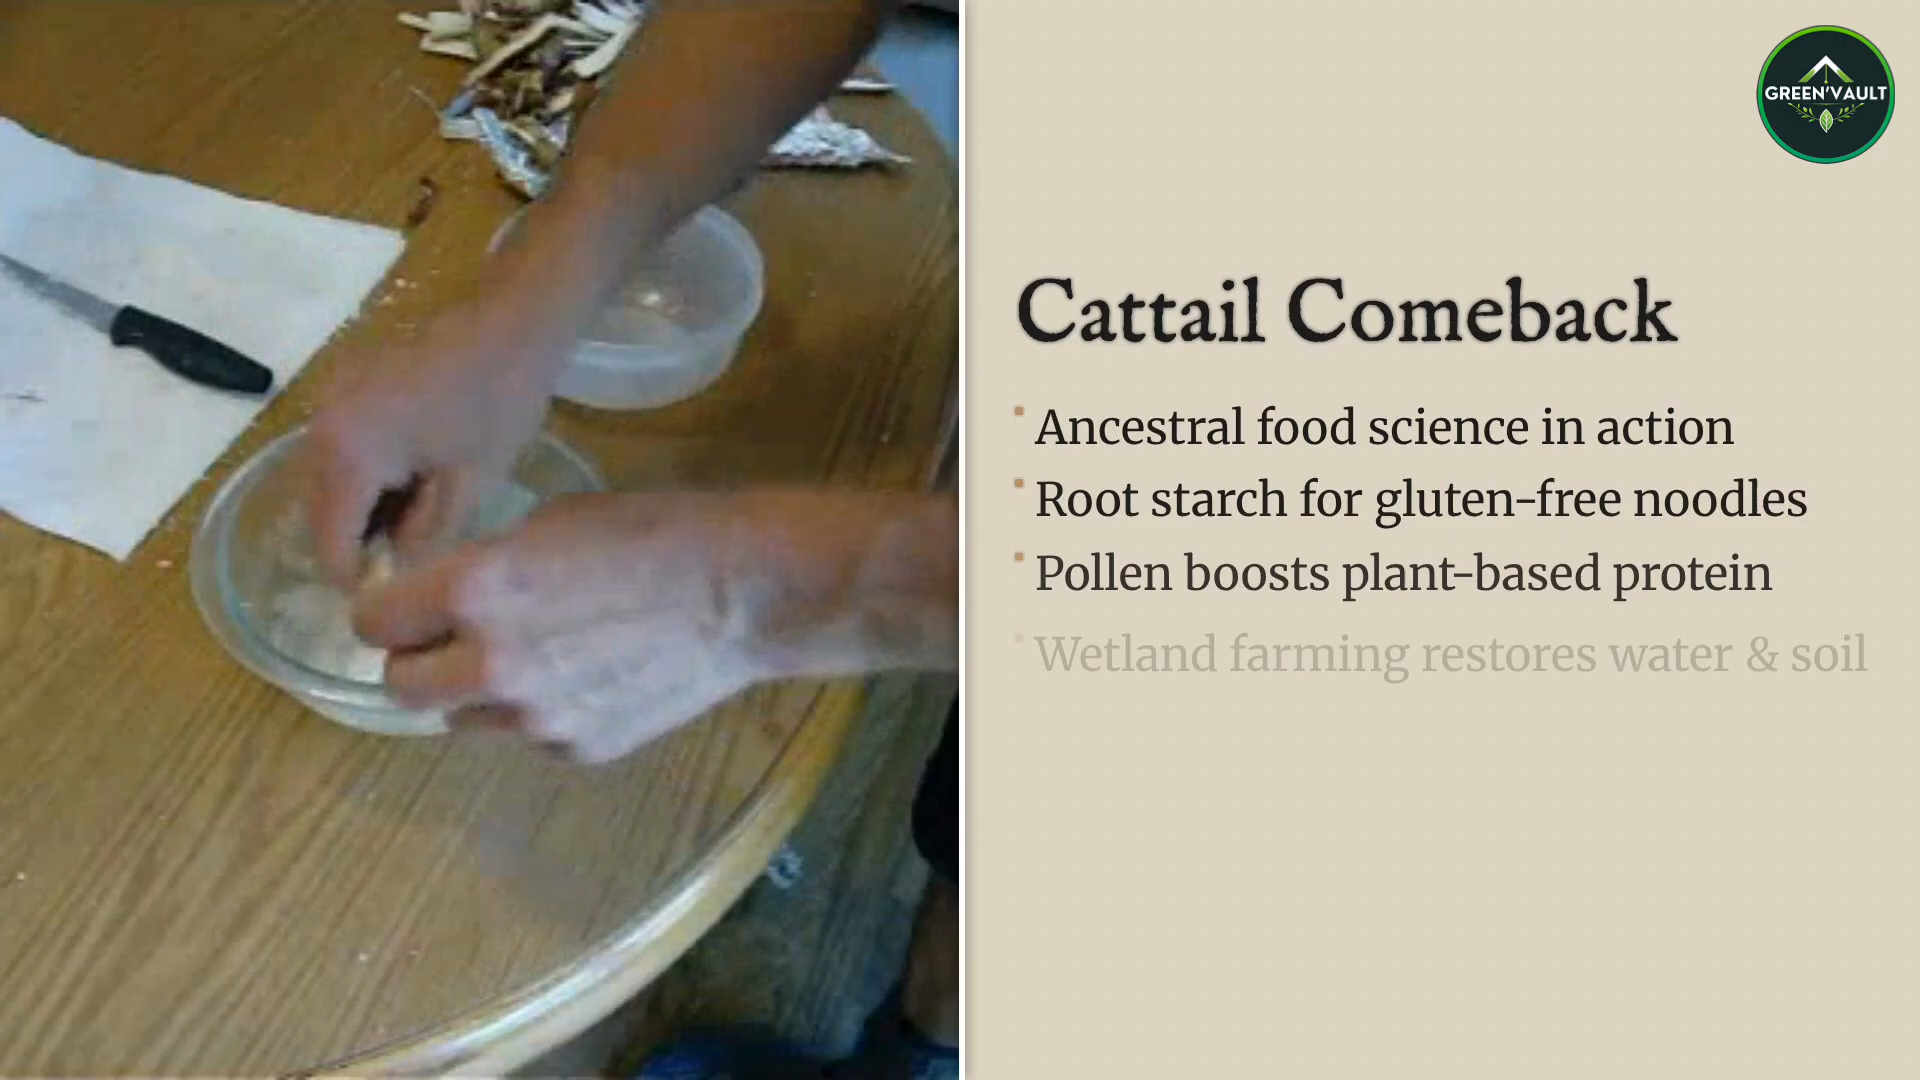 GREEN'VAULT
Cattail Comeback
Ancestral food science in action
Root starch for gluten-free noodles
Pollen boosts plant-based protein
Wetland farming restores water & soil